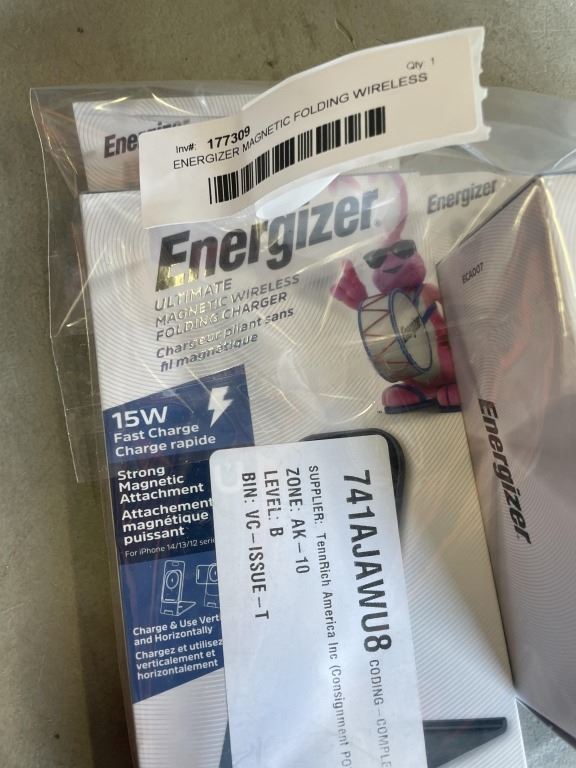 Qty: 1
Inv#: 177309
ENERGIZER MAGNETIC FOLDING WIRELESS
Energizer
Energizer
ULTIMATE
MAGNETIC WIRELESS
FOLDING CHARGER
Chargeur pliant sans
fil magnétique
15W
Fast Charge
Charge rapide
Strong
Magnetic
Attachment
Attachement
magnétique
puissant
For iPhone 14/13/12
Charge & Use Vert
and Horizontally
Chargez et utilisez
verticalement et
horizontalement
741AJAWU8 CODING-COMPLE
SUPPLIER: TennRich America Inc (Consignment PO
ZONE: AK-10
LEVEL: B
BIN: VC-ISSUE-T
Energizer
ECA007
Energizer